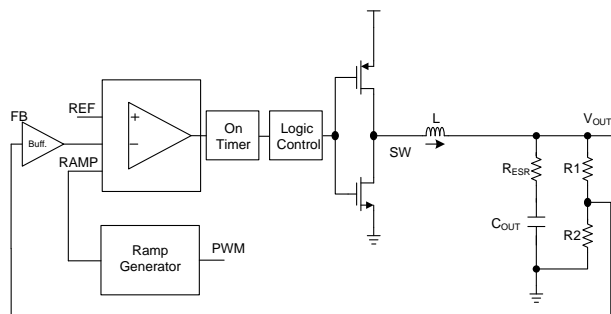 FB
Buff.
REF
+
−
RAMP
On
Timer
Logic
Control
Ramp
Generator
PWM
SW
L
VOUT
RESR
COUT
R1
R2